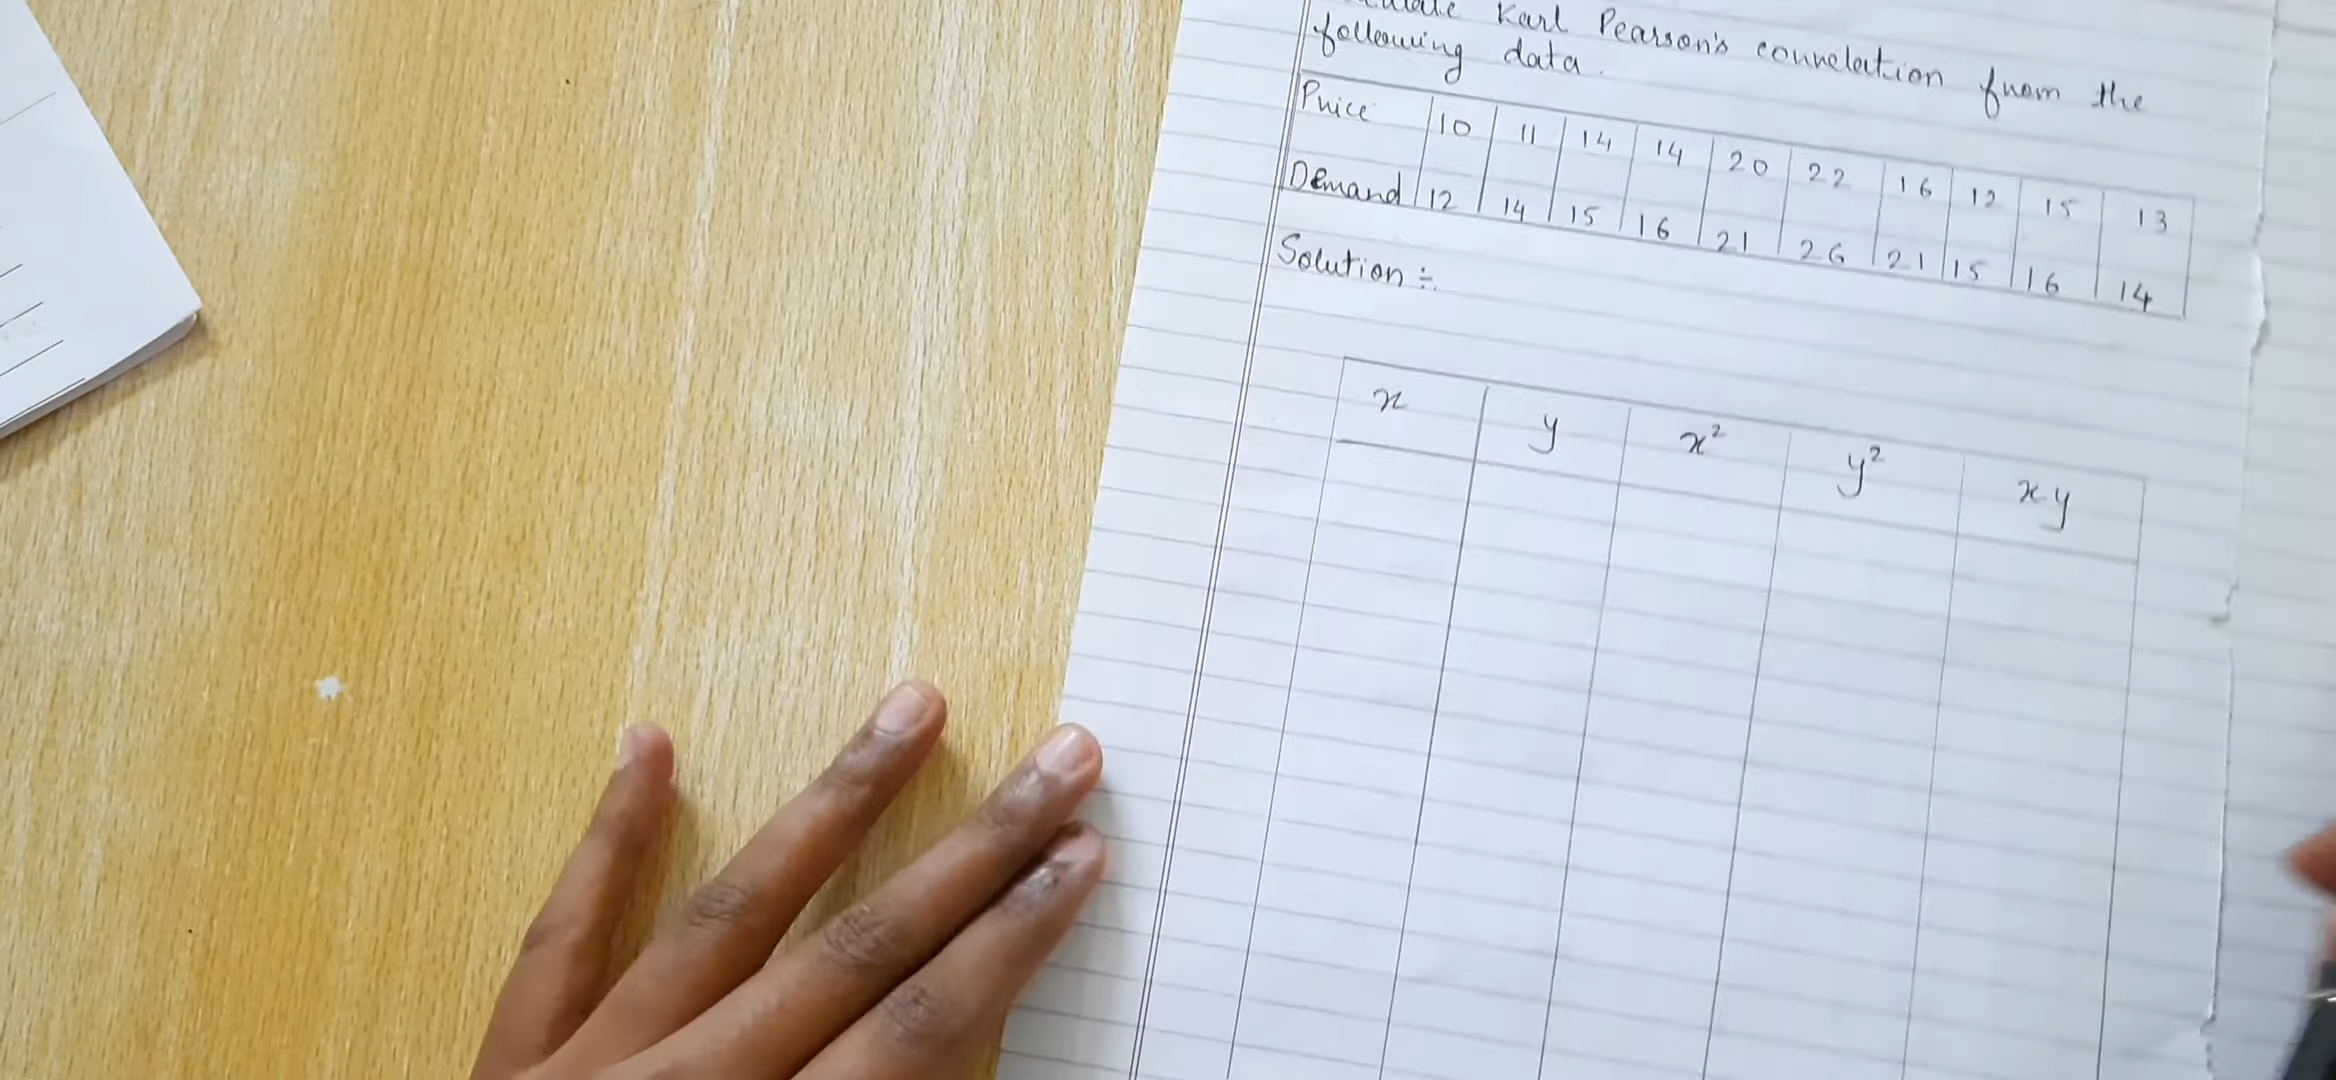 Karl Pearson's correlation from the
following data.
Price 10 11 14 14 20 22 16 12 15 13
Demand 12 14 15 16 21 26 21 15 16 14
Solution ÷
x y x² y² xy